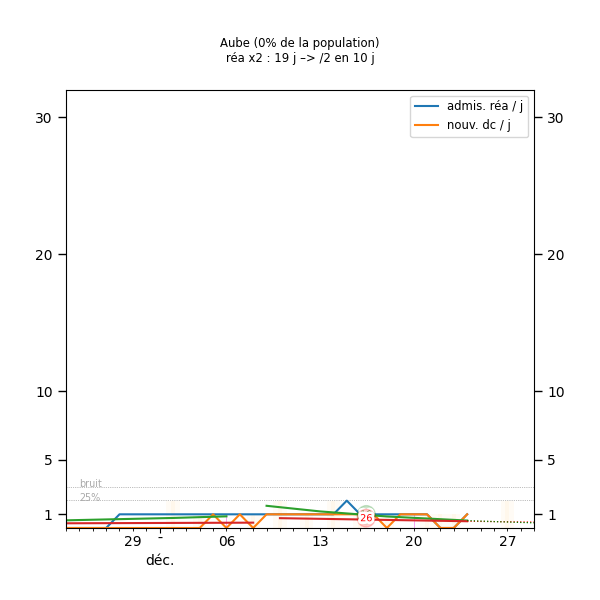 Aube (0% de la population)
réa x2 : 19 j –> /2 en 10 j
admis. réa / j
nouv. dc / j
30 30
20 20
10 10
5 5
bruit
25%
1 1
26
29 - 06 13 20 27
déc.